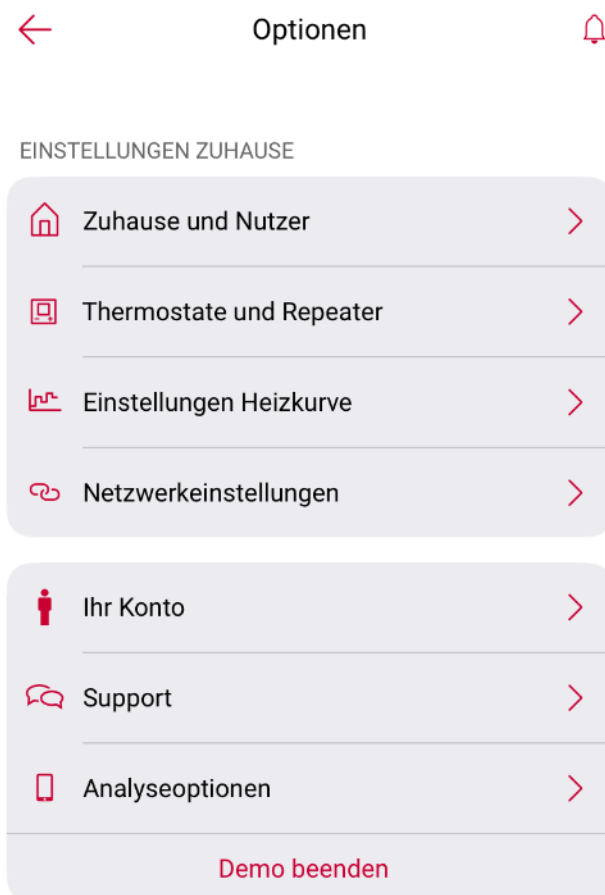 Optionen
EINSTELLUNGEN ZUHAUSE
Zuhause und Nutzer
Thermostate und Repeater
Einstellungen Heizkurve
Netzwerkeinstellungen
Ihr Konto
Support
Analyseoptionen
Demo beenden